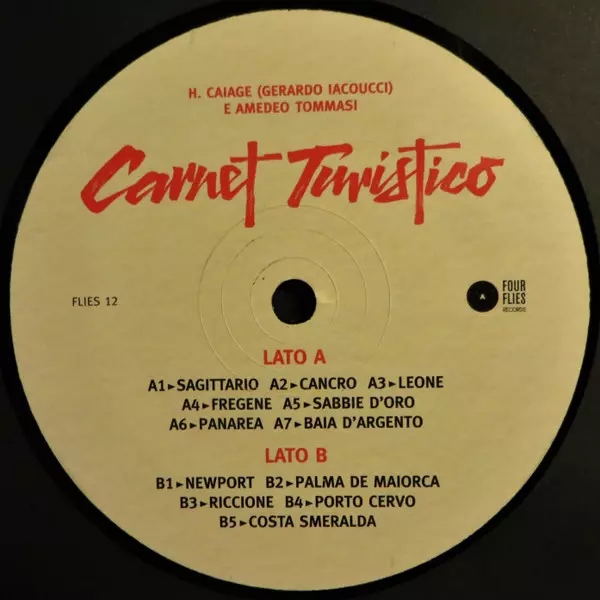 H. CAIAGE (GERARDO IACOUCCI)
E AMEDEO TOMMASI
Carnet Turistico
FLIES 12
A
FOUR
FLIES
RECORDS
LATO A
A1►SAGITTARIO A2►CANCRO A3►LEONE
A4►FREGENE A5►SABBIE D'ORO
A6►PANAREA A7►BAIA D'ARGENTO
LATO B
B1►NEWPORT B2►PALMA DE MAIORCA
B3►RICCIONE B4►PORTO CERVO
B5►COSTA SMERALDA